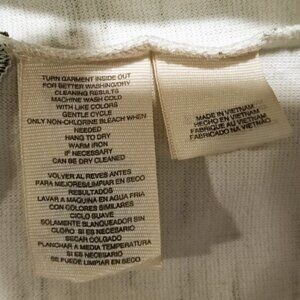 TURN GARMENT INSIDE OUT
FOR BETTER WASHING/DRY
CLEANING RESULTS
MACHINE WASH COLD
WITH LIKE COLORS
GENTLE CYCLE
ONLY NON-CHLORINE BLEACH WHEN
NEEDED
HANG TO DRY
WARM IRON
IF NECESSARY
CAN BE DRY CLEANED
VOLVER AL REVES ANTES
PARA MEJORES/LIMPIAR EN SECO
RESULTADOS
LAVAR A MAQUINA EN AGUA FRIA
CON COLORES SIMILARES
CICLO SUAVE
SOLAMENTE BLANQUEADOR SIN
CLORO SI ES NECESARIO
SECAR COLGADO
PLANCHAR A MEDIA TEMPERATURA
SI ES NECESARIO
SE PUEDE LIMPIAR EN SECO
MADE IN VIETNAM
HECHO EN VIETNAM
FABRIQUE AU VIETNAM
FABRICADO NA VIETNAM